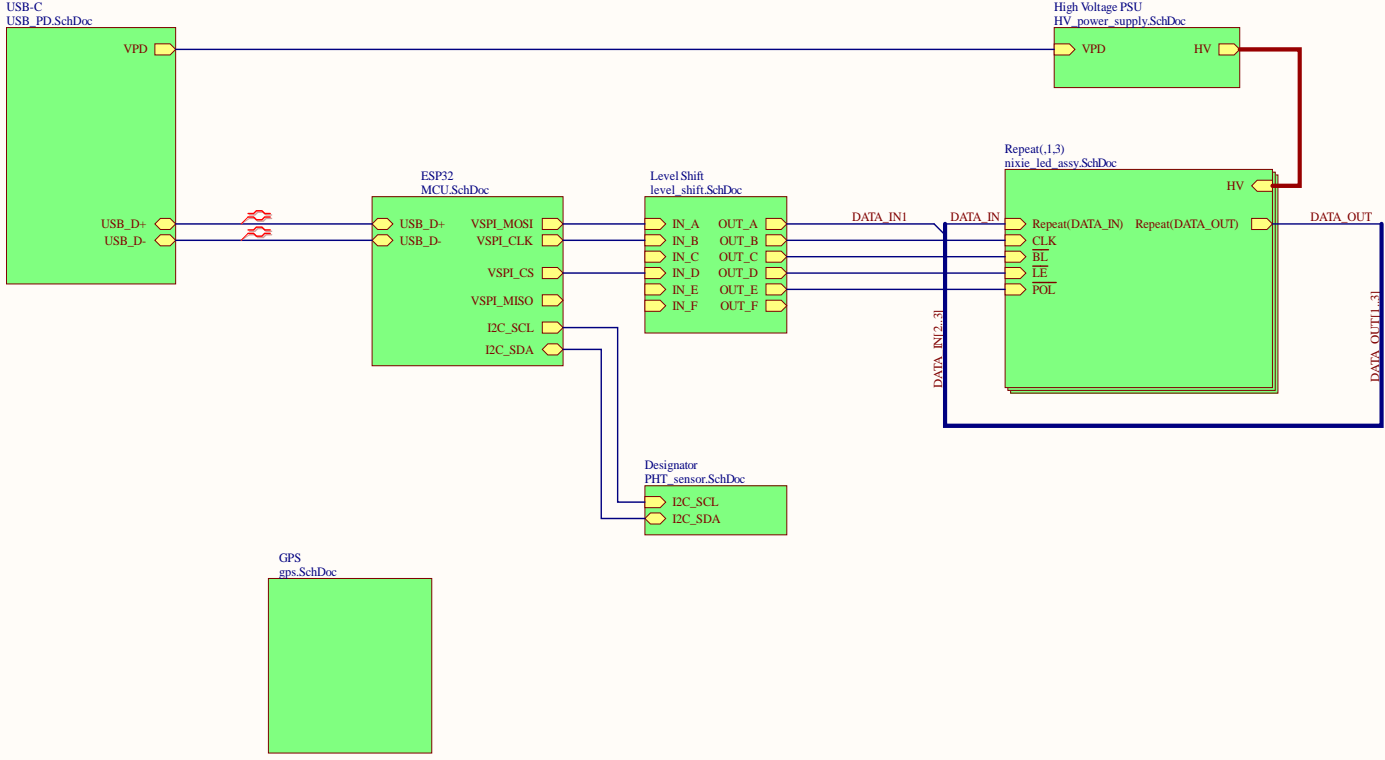 USB-C
USB_PD.SchDoc
VPD
USB_D+
USB_D-
High Voltage PSU
HV_power_supply.SchDoc
VPD
HV
ESP32
MCU.SchDoc
USB_D+
USB_D-
VSPI_MOSI
VSPI_CLK
VSPI_CS
VSPI_MISO
I2C_SCL
I2C_SDA
Level Shift
level_shift.SchDoc
IN_A
IN_B
IN_C
IN_D
IN_E
IN_F
OUT_A
OUT_B
OUT_C
OUT_D
OUT_E
OUT_F
DATA_IN1
DATA_IN
DATA_IN[2..3]
Repeat(,1,3)
nixie_led_assy.SchDoc
HV
Repeat(DATA_IN)
Repeat(DATA_OUT)
CLK
BL
LE
POL
DATA_OUT
DATA_OUT[1..3]
Designator
PHT_sensor.SchDoc
I2C_SCL
I2C_SDA
GPS
gps.SchDoc